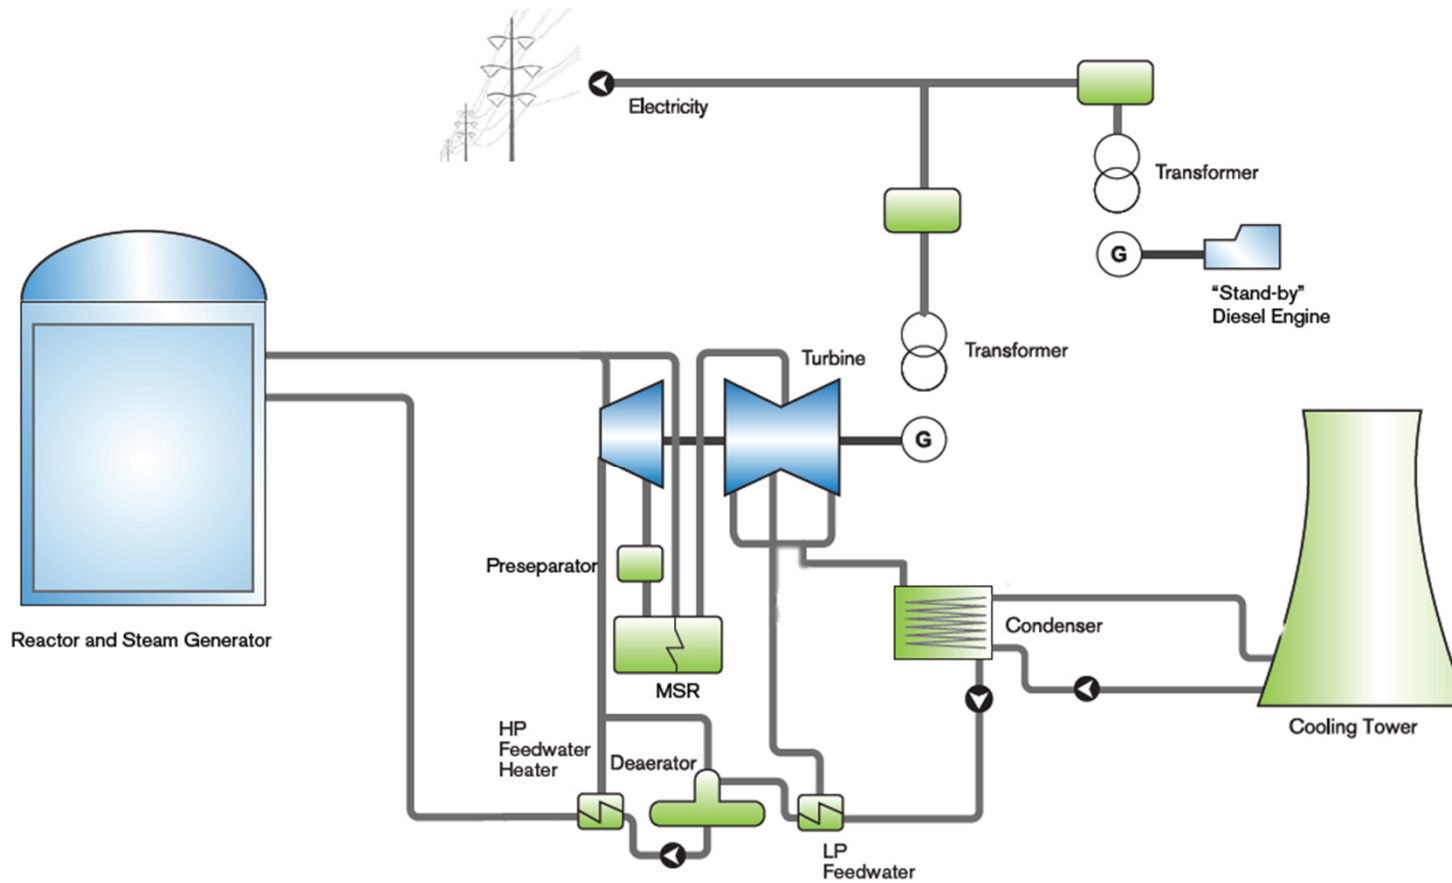 Electricity
Transformer
G
“Stand-by”
Diesel Engine
Transformer
Turbine
G
Preseparator
Reactor and Steam Generator
Condenser
MSR
HP
Feedwater
Heater
Deaerator
Cooling Tower
LP
Feedwater